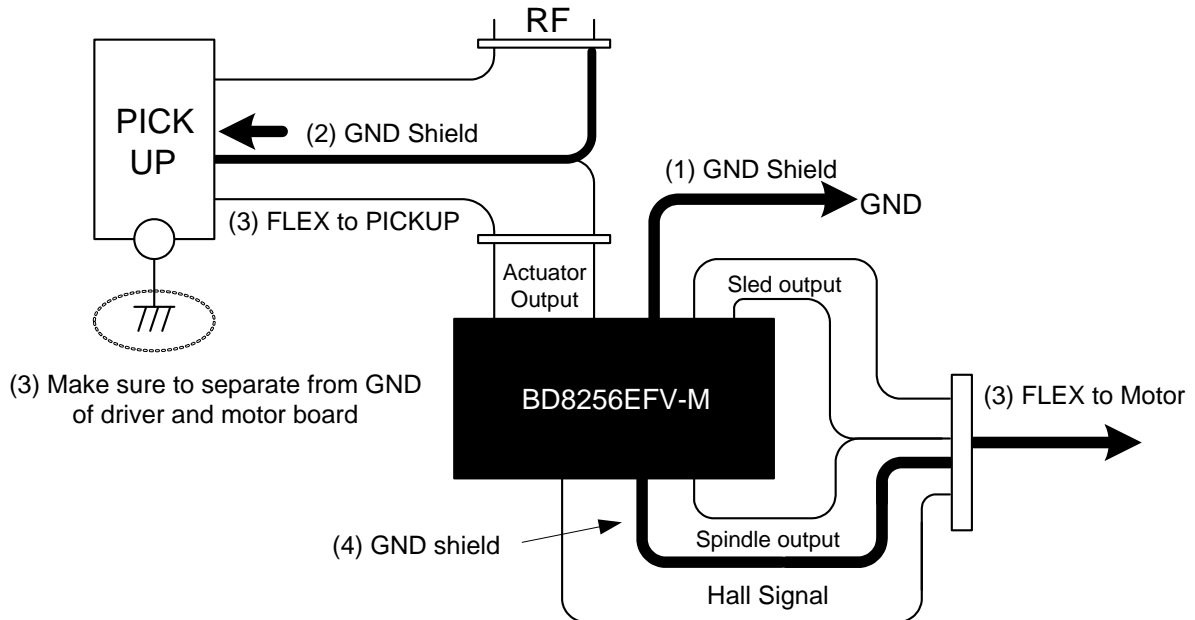 RF
PICK
UP
(2) GND Shield
(1) GND Shield
GND
(3) FLEX to PICKUP
Actuator
Output
Sled output
BD8256EFV-M
(3) Make sure to separate from GND
of driver and motor board
(3) FLEX to Motor
(4) GND shield
Spindle output
Hall Signal